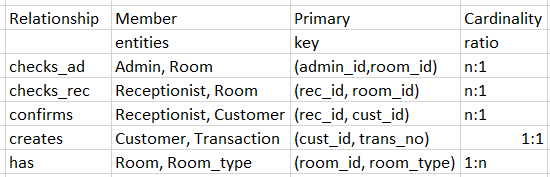 Relationship Member Primary Cardinality
entities key ratio
checks_ad Admin, Room (admin_id,room_id) n:1
checks_rec Receptionist, Room (rec_id, room_id) n:1
confirms Receptionist, Customer (rec_id, cust_id) n:1
creates Customer, Transaction (cust_id, trans_no) 1:1
has Room, Room_type (room_id, room_type) 1:n